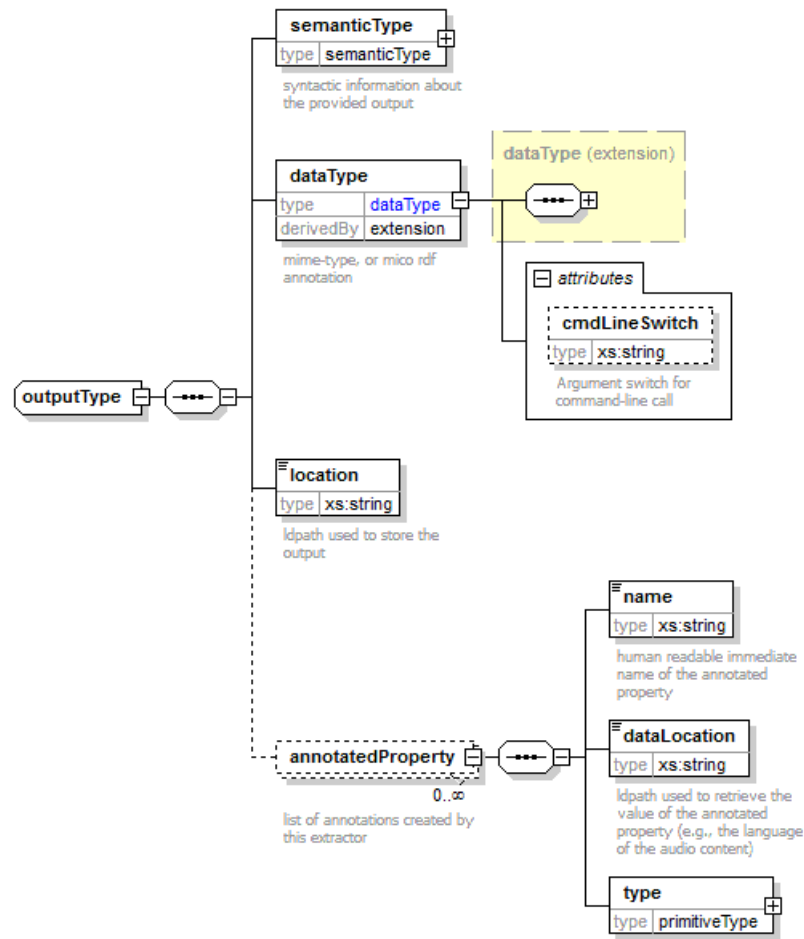 semanticType
type semanticType
syntactic information about
the provided output
dataType
type dataType
derivedBy extension
mime-type, or mico rdf
annotation
dataType (extension)
attributes
cmdLineSwitch
type xs:string
Argument switch for
command-line call
outputType
location
type xs:string
ldpath used to store the
output
annotatedProperty
0..∞
list of annotations created by
this extractor
name
type xs:string
human readable immediate
name of the annotated
property
dataLocation
type xs:string
ldpath used to retrieve the
value of the annotated
property (e.g., the language
of the audio content)
type
type primitiveType